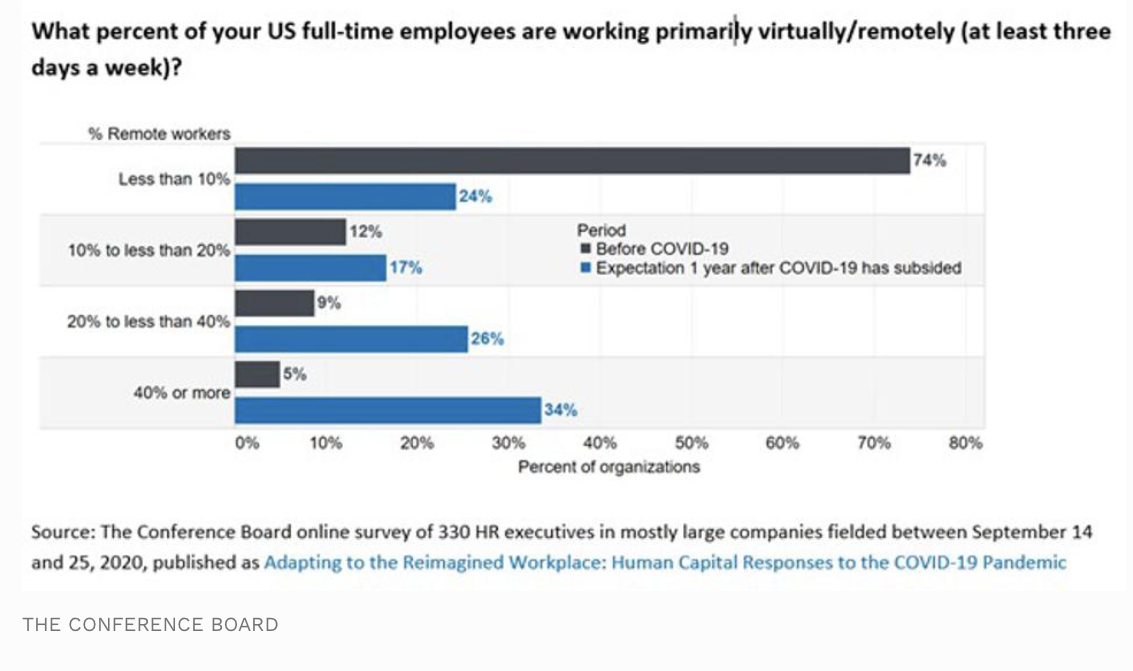 What percent of your US full-time employees are working primarily virtually/remotely (at least three
days a week)?
% Remote workers
Less than 10%
74%
24%
10% to less than 20%
12%
17%
Period
Before COVID-19
Expectation 1 year after COVID-19 has subsided
20% to less than 40%
9%
26%
40% or more
5%
34%
0% 10% 20% 30% 40% 50% 60% 70% 80%
Percent of organizations
Source: The Conference Board online survey of 330 HR executives in mostly large companies fielded between September 14
and 25, 2020, published as Adapting to the Reimagined Workplace: Human Capital Responses to the COVID-19 Pandemic
THE CONFERENCE BOARD